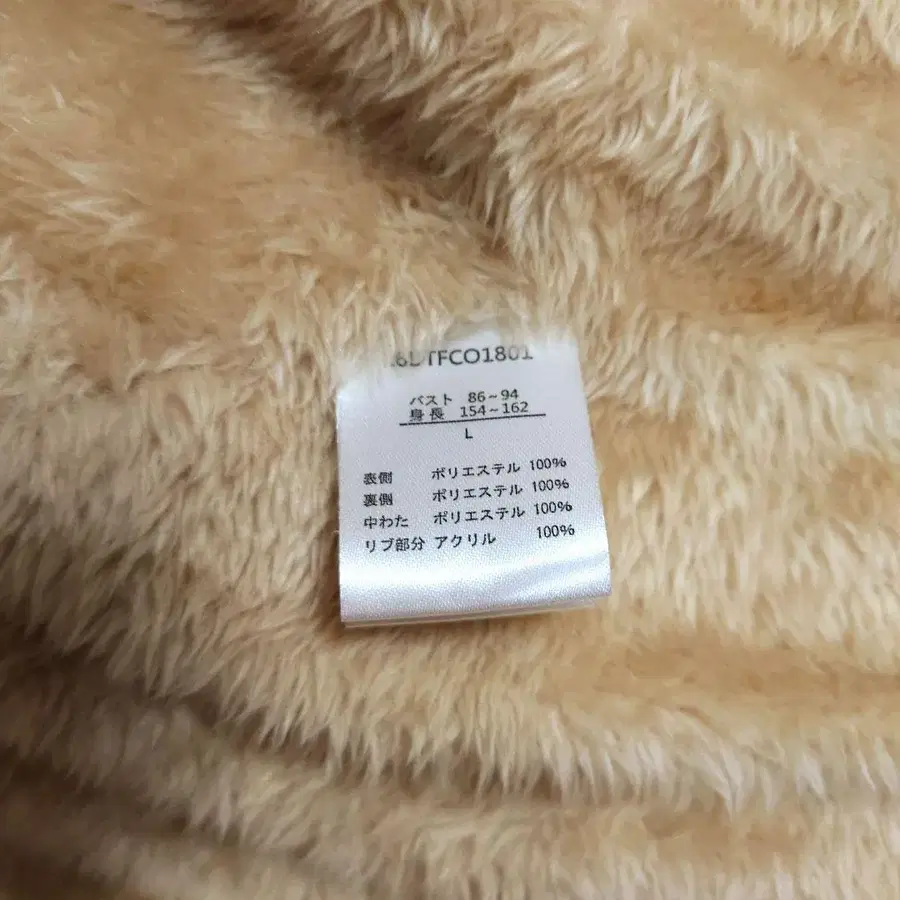 6DTFCO1801
バスト 86~94
身長 154~162
L
表側 ポリエステル 100%
裏側 ポリエステル 100%
中わた ポリエステル 100%
リブ部分 アクリル 100%